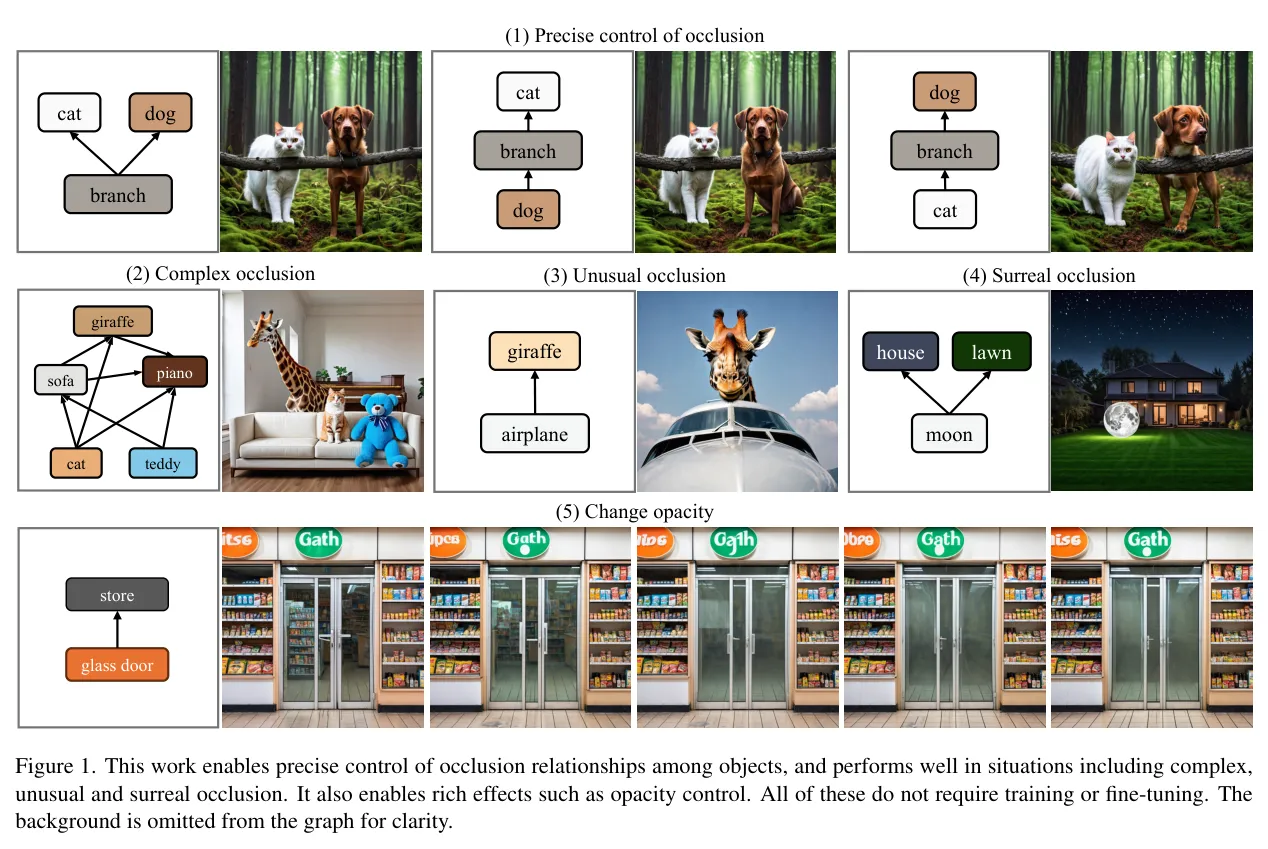 (1) Precise control of occlusion
cat
dog
branch
cat
branch
dog
dog
branch
cat
(2) Complex occlusion
(3) Unusual occlusion
(4) Surreal occlusion
giraffe
sofa
piano
cat
teddy
giraffe
airplane
house
lawn
moon
(5) Change opacity
store
glass door
itse
Gath
Gath
Gath
Gath
Figure 1. This work enables precise control of occlusion relationships among objects, and performs well in situations including complex,
unusual and surreal occlusion. It also enables rich effects such as opacity control. All of these do not require training or fine-tuning. The
background is omitted from the graph for clarity.